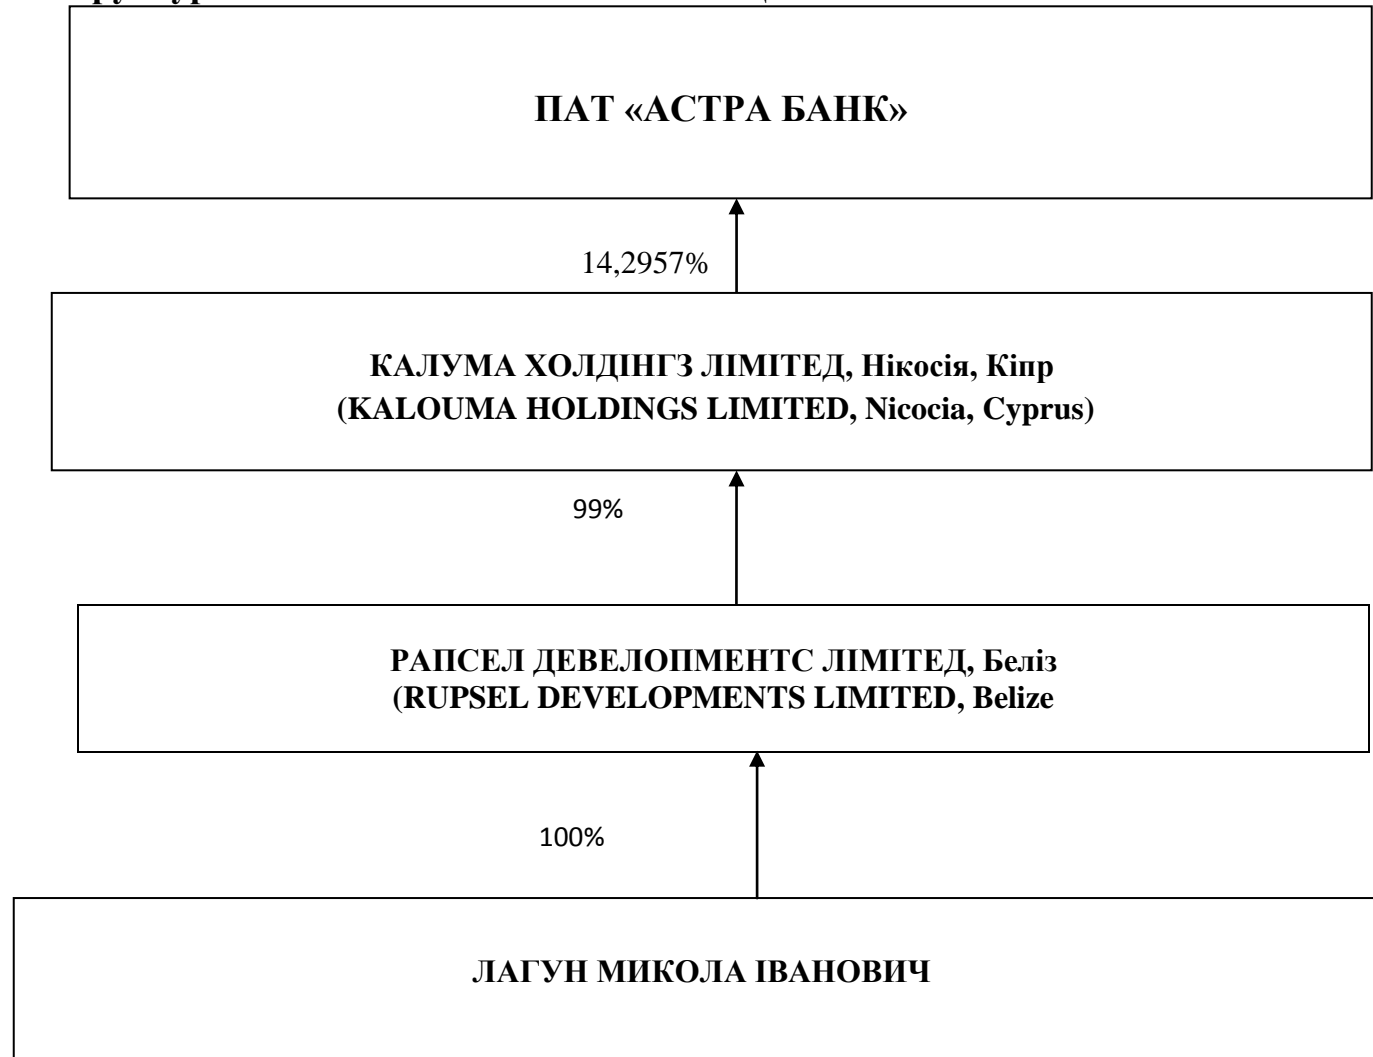 ПАТ «АСТРА БАНК»
14,2957%
КАЛУМА ХОЛДІНГЗ ЛІМІТЕД, Нікосія, Кіпр
(KALOUMA HOLDINGS LIMITED, Nicocia, Cyprus)
99%
РАПСЕЛ ДЕВЕЛОПМЕНТС ЛІМІТЕД, Беліз
(RUPSEL DEVELOPMENTS LIMITED, Belize
100%
ЛАГУН МИКОЛА ІВАНОВИЧ